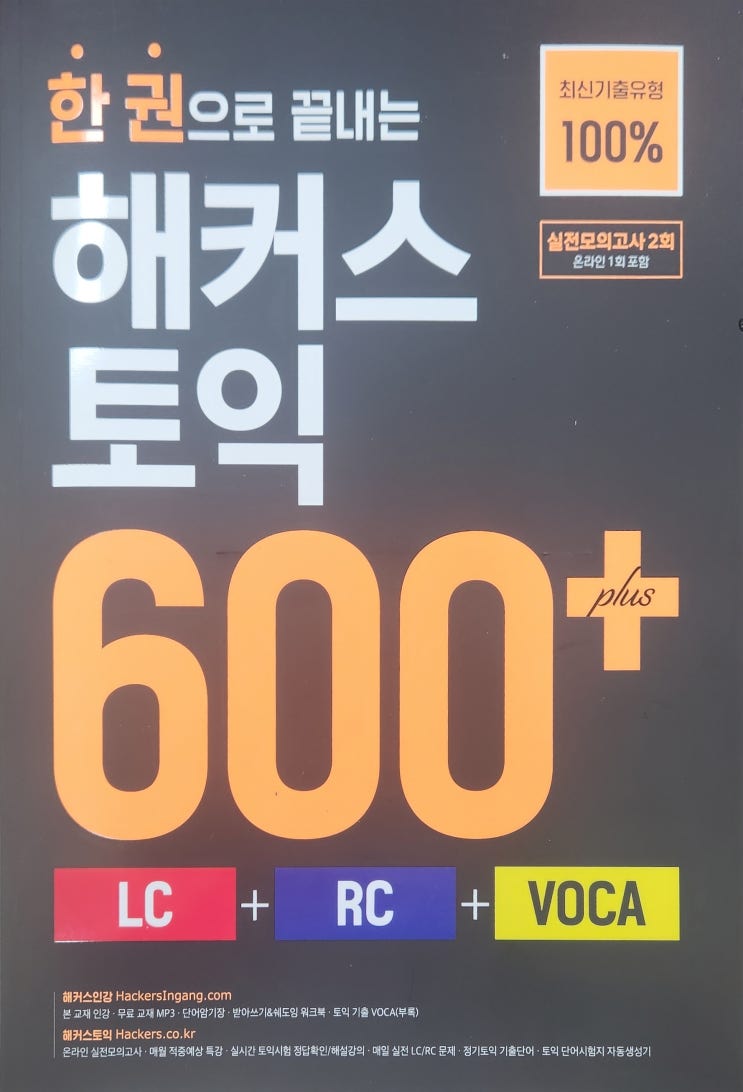 한 권으로 끝내는
최신기출유형
100%
해커스
실전모의고사 2회
온라인 1회 포함
토익
600+
plus
LC + RC + VOCA
해커스인강 HackersIngang.com
본 교재 인강 · 무료 교재 MP3 · 단어암기장 · 받아쓰기&쉐도잉 워크북 · 토익 기출 VOCA(부록)
해커스토익 Hackers.co.kr
온라인 실전모의고사 · 매월 적중예상 특강 · 실시간 토익시험 정답확인/해설강의 · 매일 실전 LC/RC 문제 · 정기토익 기출단어 · 토익 단어시험지 자동생성기